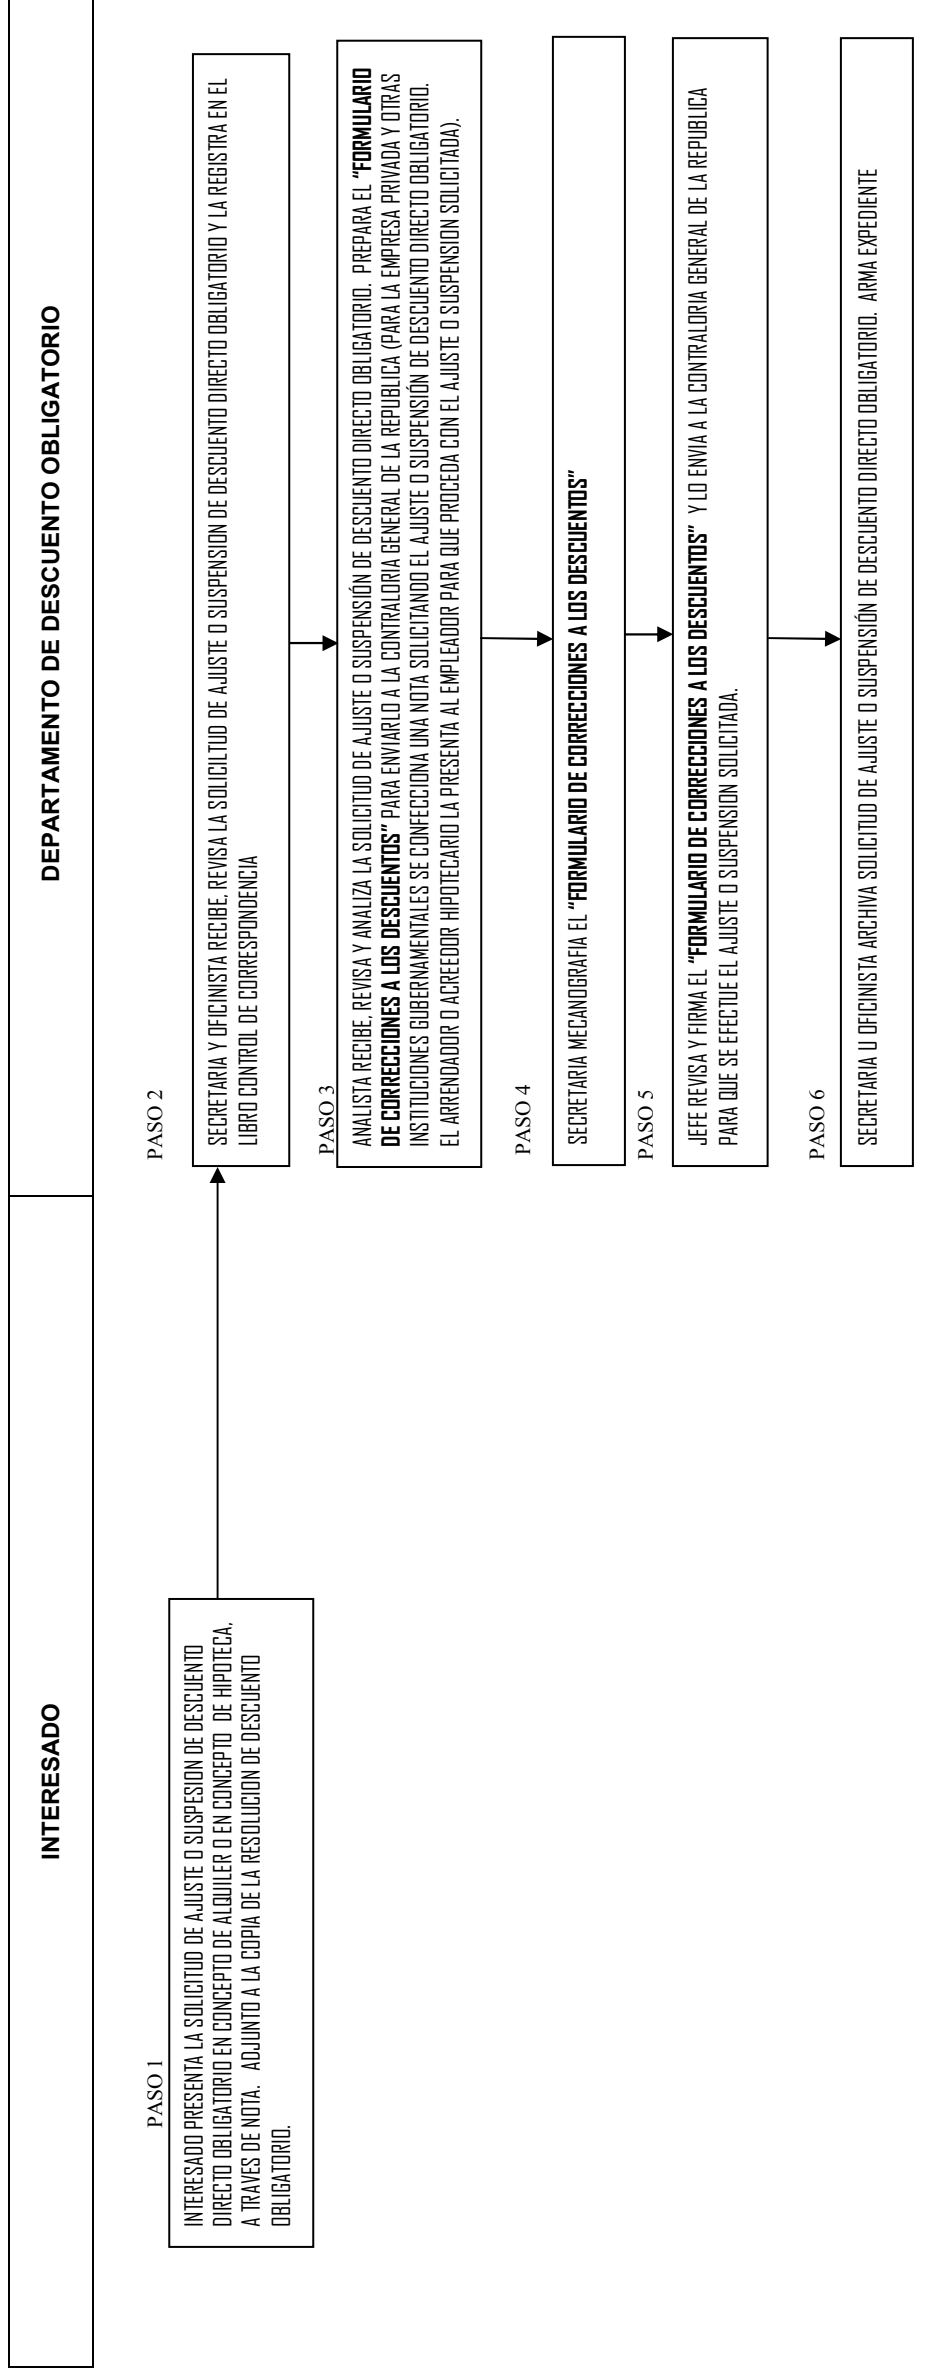 INTERESADO
DEPARTAMENTO DE DESCUENTO OBLIGATORIO
PASO 1
INTERESADO PRESENTA LA SOLICITUD DE AJUSTE O SUSPESION DE DESCUENTO
DIRECTO OBLIGATORIO EN CONCEPTO DE ALQUILER O EN CONCEPTO DE HIPOTECA,
A TRAVES DE NOTA. ADJUNTO A LA COPIA DE LA RESOLUCION DE DESCUENTO
OBLIGATORIO.
PASO 2
SECRETARIA Y OFICINISTA RECIBE, REVISA LA SOLICILTUD DE AJUSTE O SUSPENSION DE DESCUENTO DIRECTO OBLIGATORIO Y LA REGISTRA EN EL
LIBRO CONTROL DE CORRESPONDENCIA
PASO 3
ANALISTA RECIBE, REVISA Y ANALIZA LA SOLICITUD DE AJUSTE O SUSPENSIÓN DE DESCUENTO DIRECTO OBLIGATORIO. PREPARA EL "FORMULARIO
DE CORRECCIONES A LOS DESCUENTOS" PARA ENVIARLO A LA CONTRALORIA GENERAL DE LA REPUBLICA (PARA LA EMPRESA PRIVADA Y OTRAS
INSTITUCIONES GUBERNAMENTALES SE CONFECCIONA UNA NOTA SOLICITANDO EL AJUSTE O SUSPENSIÓN DE DESCUENTO DIRECTO OBLIGATORIO.
EL ARRENDADOR O ACREEDOR HIPOTECARIO LA PRESENTA AL EMPLEADOR PARA QUE PROCEDA CON EL AJUSTE O SUSPENSION SOLICITADA).
PASO 4
SECRETARIA MECANOGRAFIA EL "FORMULARIO DE CORRECCIONES A LOS DESCUENTOS"
PASO 5
JEFE REVISA Y FIRMA EL "FORMULARIO DE CORRECCIONES A LOS DESCUENTOS" Y LO ENVIA A LA CONTRALORIA GENERAL DE LA REPUBLICA
PARA QUE SE EFECTUE EL AJUSTE O SUSPENSION SOLICITADA.
PASO 6
SECRETARIA U OFICINISTA ARCHIVA SOLICITUD DE AJUSTE O SUSPENSIÓN DE DESCUENTO DIRECTO OBLIGATORIO. ARMA EXPEDIENTE